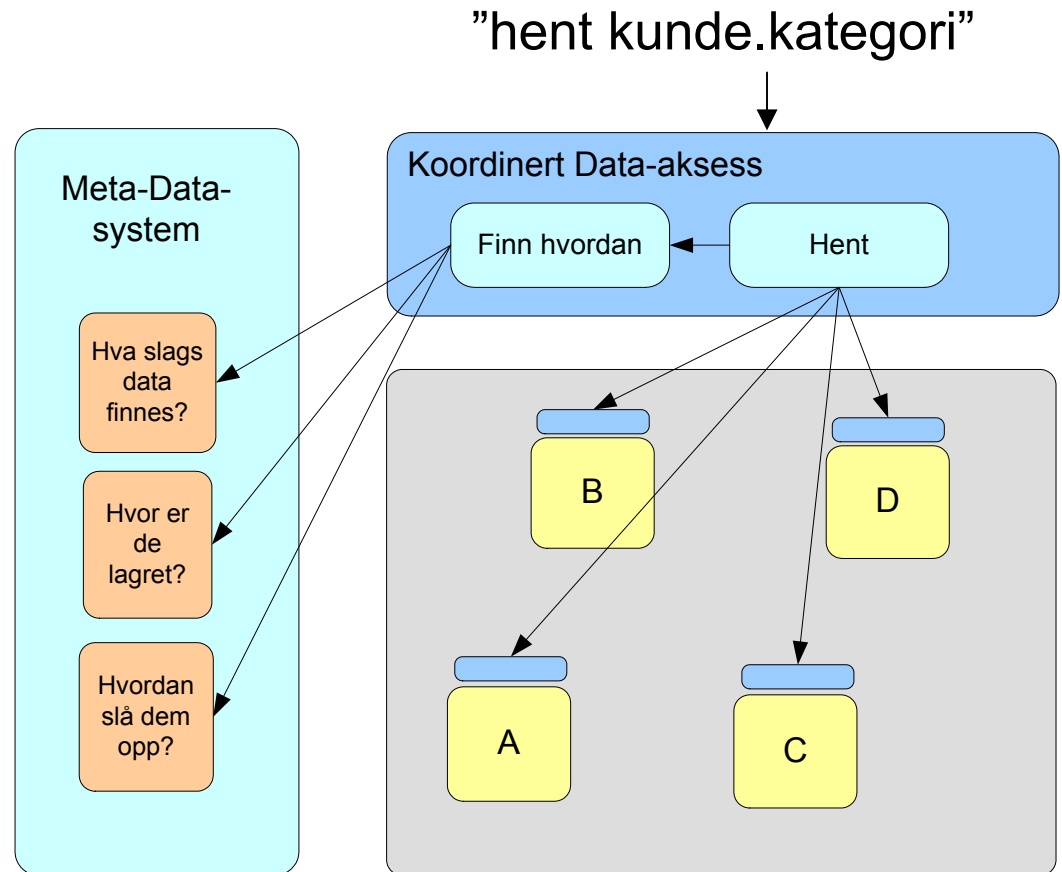 ”hent kunde.kategori”
Koordinert Data-aksess
Meta-Data-
system
Finn hvordan
Hent
Hva slags
data
finnes?
Hvor er
de
lagret?
Hvordan
slå dem
opp?
B
D
A
C